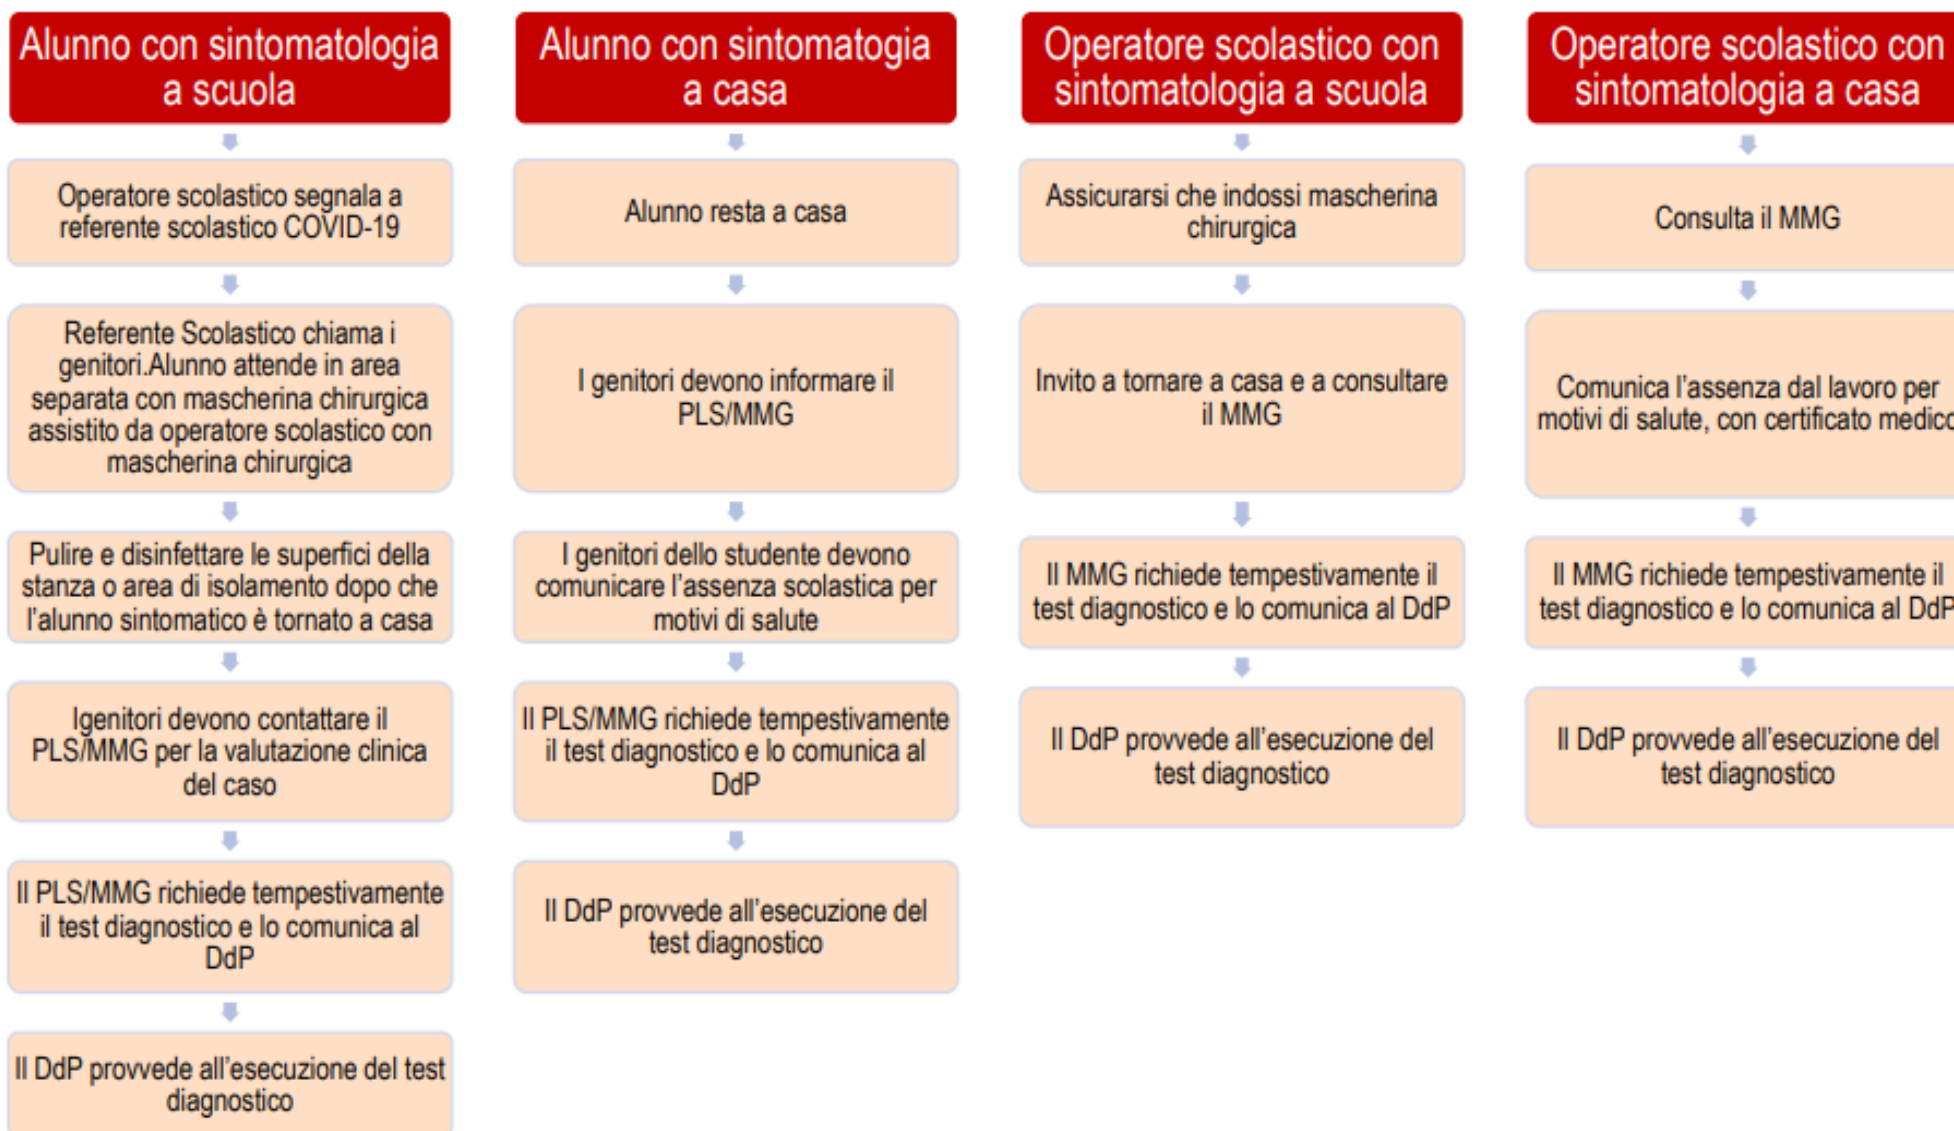 Alunno con sintomatologia
a scuola
Operatore scolastico segnala a
referente scolastico COVID-19
Referente Scolastico chiama i
genitori.Alunno attende in area
separata con mascherina chirurgica
assistito da operatore scolastico con
mascherina chirurgica
Pulire e disinfettare le superfici della
stanza o area di isolamento dopo che
l'alunno sintomatico è tornato a casa
Igenitori devono contattare il
PLS/MMG per la valutazione clinica
del caso
Il PLS/MMG richiede tempestivamente
il test diagnostico e lo comunica al
DdP
Il DdP provvede all'esecuzione del test
diagnostico
Alunno con sintomatogia
a casa
Alunno resta a casa
I genitori devono informare il
PLS/MMG
I genitori dello studente devono
comunicare l'assenza scolastica per
motivi di salute
Il PLS/MMG richiede tempestivamente
il test diagnostico e lo comunica al
DdP
Il DdP provvede all'esecuzione del
test diagnostico
Operatore scolastico con
sintomatologia a scuola
Assicurarsi che indossi mascherina
chirurgica
Invito a tornare a casa e a consultare
il MMG
Il MMG richiede tempestivamente il
test diagnostico e lo comunica al DdP
Il DdP provvede all'esecuzione del
test diagnostico
Operatore scolastico con
sintomatologia a casa
Consulta il MMG
Comunica l'assenza dal lavoro per
motivi di salute, con certificato medico
Il MMG richiede tempestivamente il
test diagnostico e lo comunica al DdP
Il DdP provvede all'esecuzione del
test diagnostico